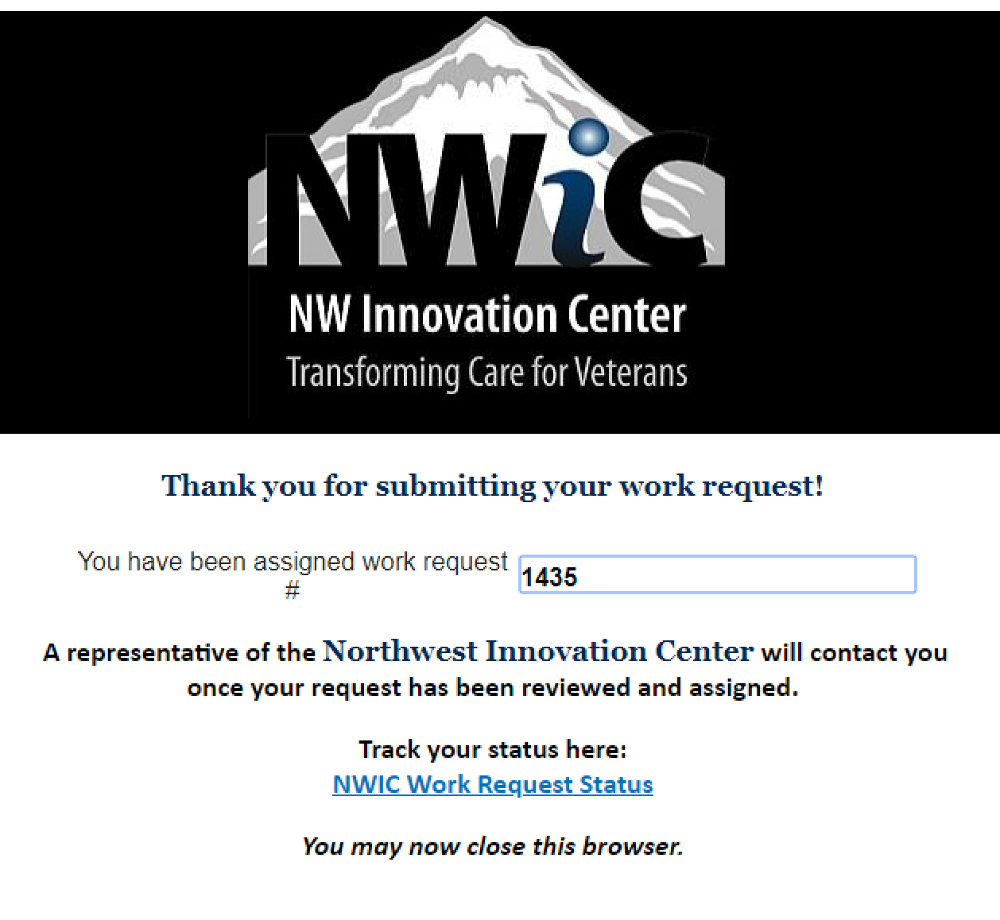 NWiC
NW Innovation Center
Transforming Care for Veterans
Thank you for submitting your work request!
You have been assigned work request
#
1435
A representative of the Northwest Innovation Center will contact you
once your request has been reviewed and assigned.
Track your status here:
NWIC Work Request Status
You may now close this browser.